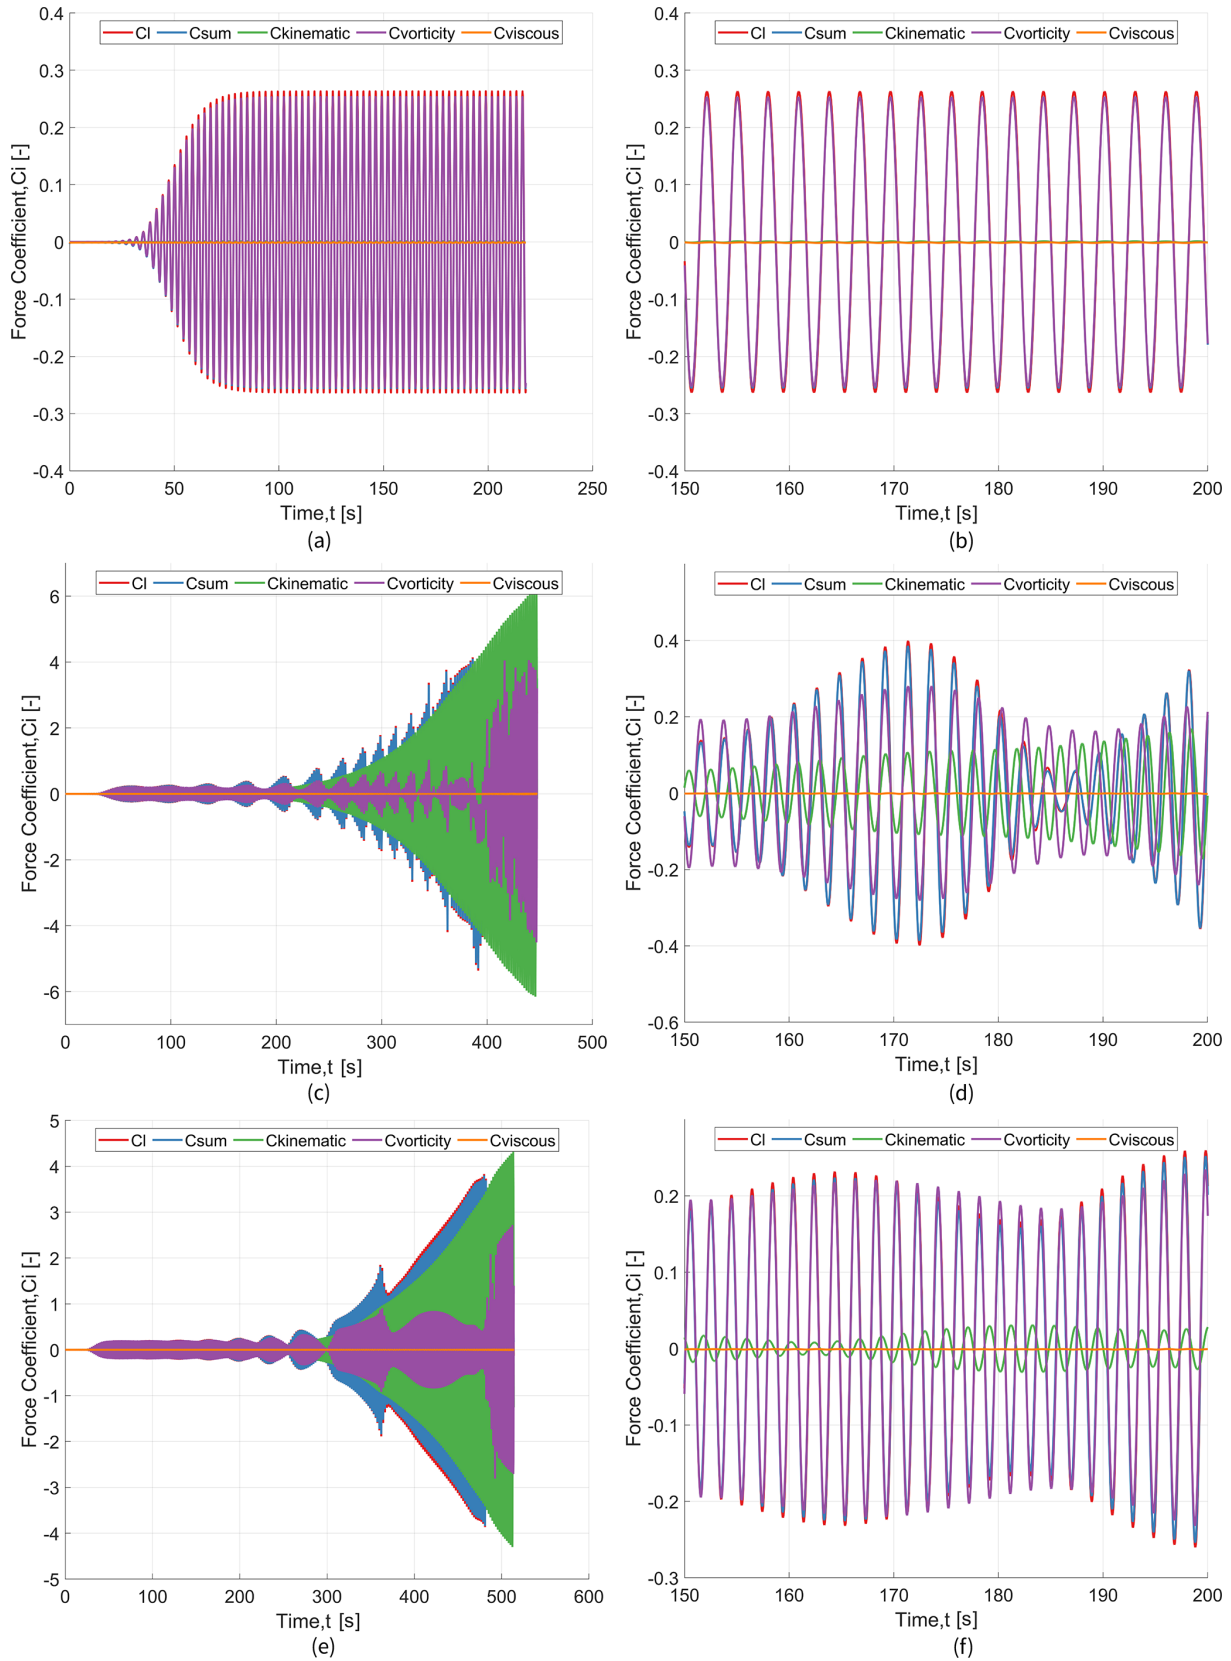 Cl Csum Ckinematic Cvorticity Cviscous
0.4
0.3
0.2
0.1
0
-0.1
-0.2
-0.3
-0.4
Force Coefficient,Ci [-]
0 50 100 150 200 250
Time,t [s]
(a)
Cl Csum Ckinematic Cvorticity Cviscous
0.4
0.3
0.2
0.1
0
-0.1
-0.2
-0.3
-0.4
Force Coefficient,Ci [-]
150 160 170 180 190 200
Time,t [s]
(b)
Cl Csum Ckinematic Cvorticity Cviscous
6
4
2
0
-2
-4
-6
Force Coefficient,Ci [-]
0 100 200 300 400 500
Time,t [s]
(c)
Cl Csum Ckinematic Cvorticity Cviscous
0.4
0.2
0
-0.2
-0.4
-0.6
Force Coefficient,Ci [-]
150 160 170 180 190 200
Time,t [s]
(d)
Cl Csum Ckinematic Cvorticity Cviscous
5
4
3
2
1
0
-1
-2
-3
-4
-5
Force Coefficient,Ci [-]
0 100 200 300 400 500 600
Time,t [s]
(e)
Cl Csum Ckinematic Cvorticity Cviscous
0.2
0.1
0
-0.1
-0.2
-0.3
Force Coefficient,Ci [-]
150 160 170 180 190 200
Time,t [s]
(f)